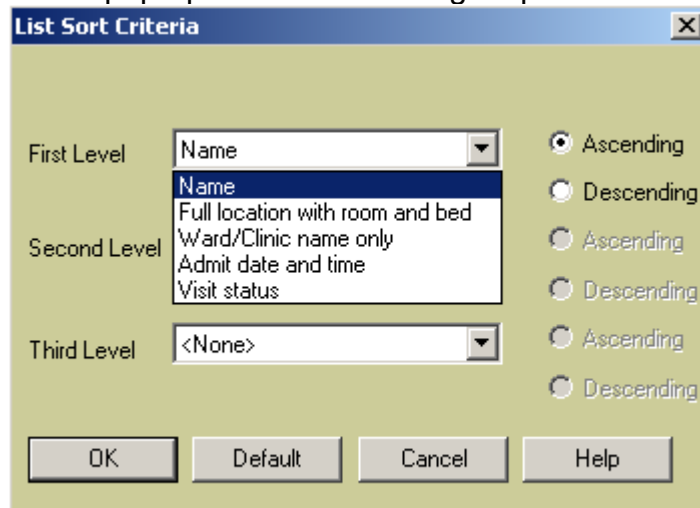 List Sort Criteria
First Level
Name
Ascending
Name
Descending
Full location with room and bed
Second Level
Ward/Clinic name only
Ascending
Admit date and time
Visit status
Descending
Third Level
<None>
Ascending
Descending
OK
Default
Cancel
Help